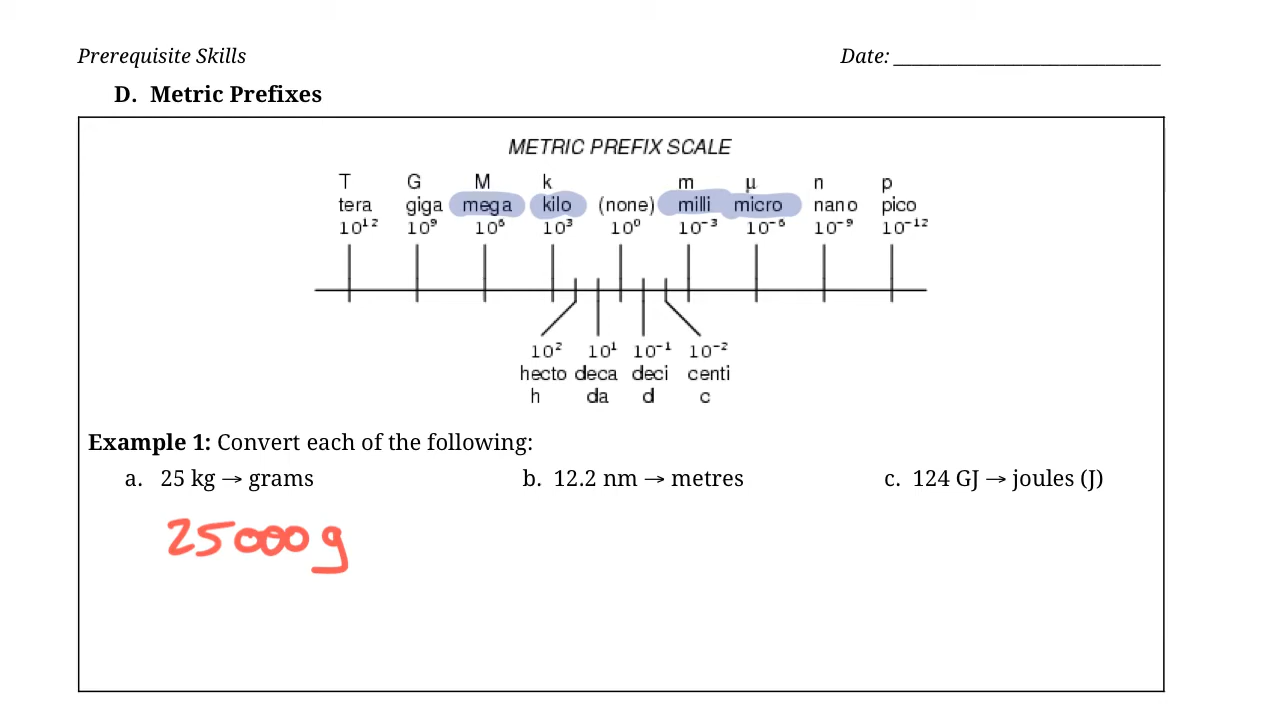 Prerequisite Skills Date: ____________________________
D. Metric Prefixes
METRIC PREFIX SCALE
T G M k m µ n p
tera giga mega kilo (none) milli micro nano pico
10¹² 10⁹ 10⁶ 10³ 10⁰ 10⁻³ 10⁻⁶ 10⁻⁹ 10⁻¹²
10² 10¹ 10⁻¹ 10⁻²
hecto deca deci centi
h da d c
Example 1: Convert each of the following:
a. 25 kg → grams b. 12.2 nm → metres c. 124 GJ → joules (J)
25000 g